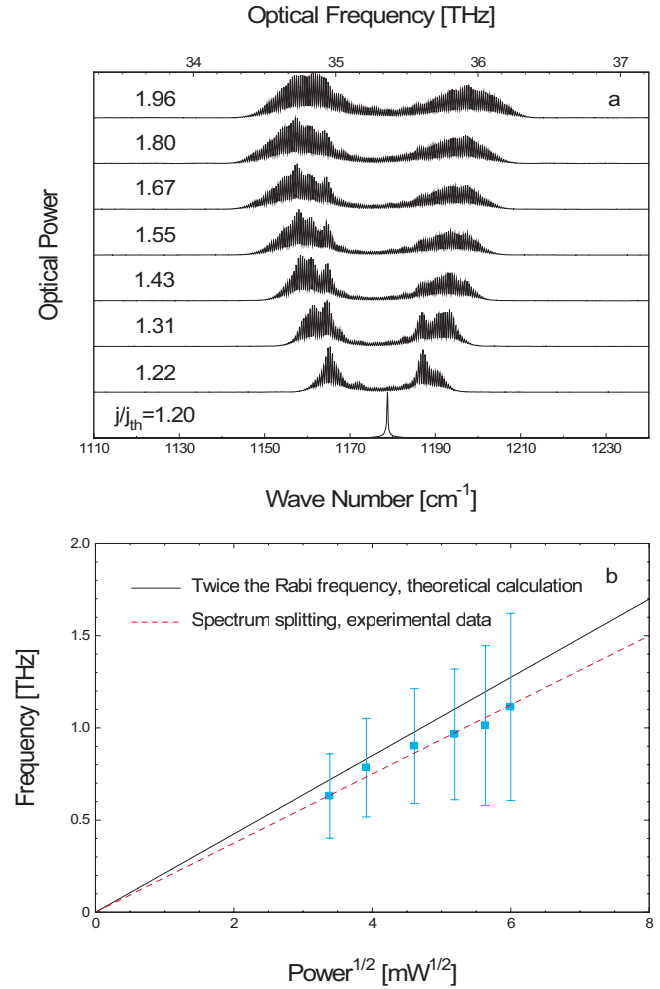 Optical Frequency [THz]
34 35 36 37
a
1.96
1.80
1.67
1.55
1.43
1.31
1.22
j/j_th=1.20
Optical Power
1110 1130 1150 1170 1190 1210 1230
Wave Number [cm⁻¹]
b
Twice the Rabi frequency, theoretical calculation
Spectrum splitting, experimental data
2.0
1.5
1.0
0.5
0
Frequency [THz]
0 2 4 6 8
Power^1/2 [mW^1/2]